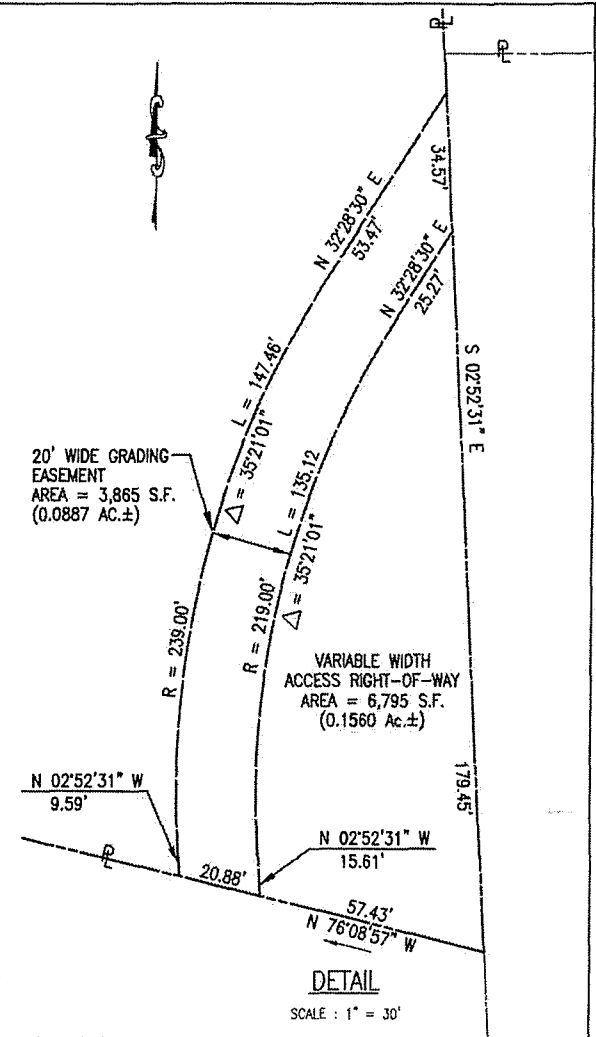 PL
PL
34.57'
N 32°28'30" E
53.47'
N 32°28'30" E
25.27'
S 02°52'31" E
L = 147.46'
Δ = 35°21'01"
20' WIDE GRADING
EASEMENT
AREA = 3,865 S.F.
(0.0887 AC.±)
L = 135.12
Δ = 35°21'01"
R = 239.00'
R = 219.00'
VARIABLE WIDTH
ACCESS RIGHT-OF-WAY
AREA = 6,795 S.F.
(0.1560 Ac.±)
179.45'
N 02°52'31" W
9.59'
N 02°52'31" W
15.61'
PL
20.88'
57.43'
N 76°08'57" W
DETAIL
SCALE : 1" = 30'